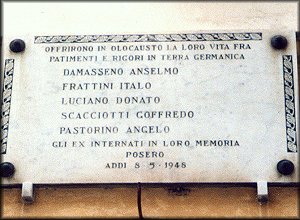 OFFRIRONO IN OLOCAUSTO LA LORO VITA FRA
PATIMENTI E RIGORI IN TERRA GERMANICA
DAMASSENO ANSELMO
FRATTINI ITALO
LUCIANO DONATO
SCACCIOTTI GOFFREDO
PASTORINO ANGELO
GLI EX INTERNATI IN LORO MEMORIA
POSERO
ADDI 8-5-1948